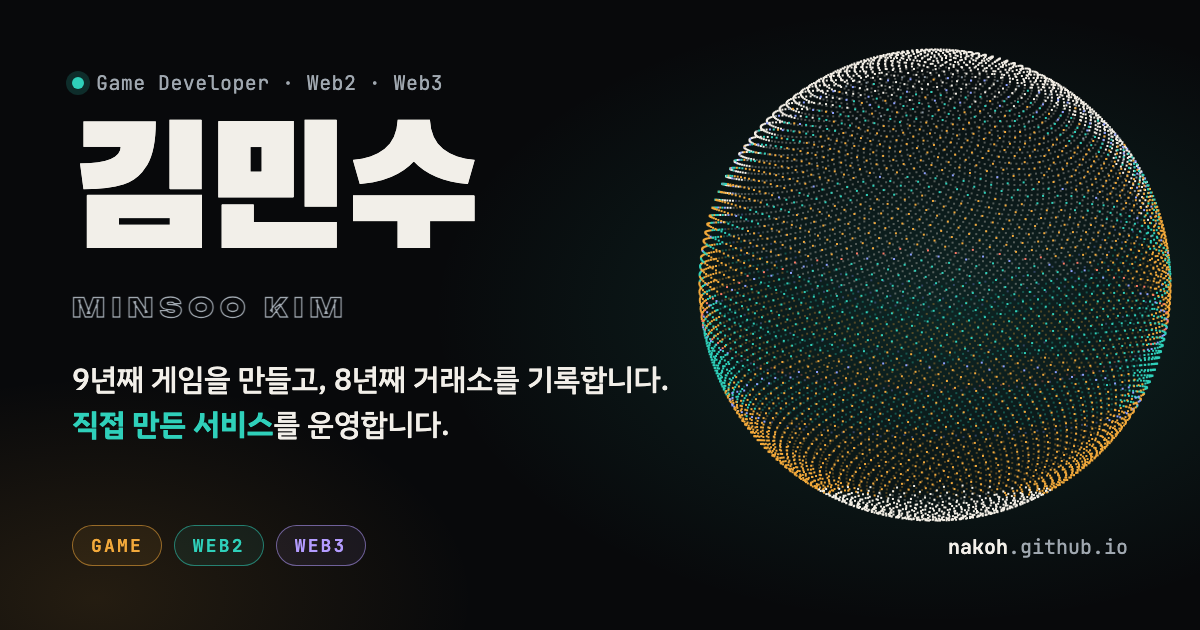 Game Developer · Web2 · Web3
김민수
MINSOO KIM
9년째 게임을 만들고, 8년째 거래소를 기록합니다.
직접 만든 서비스를 운영합니다.
GAME WEB2 WEB3
nakoh.github.io